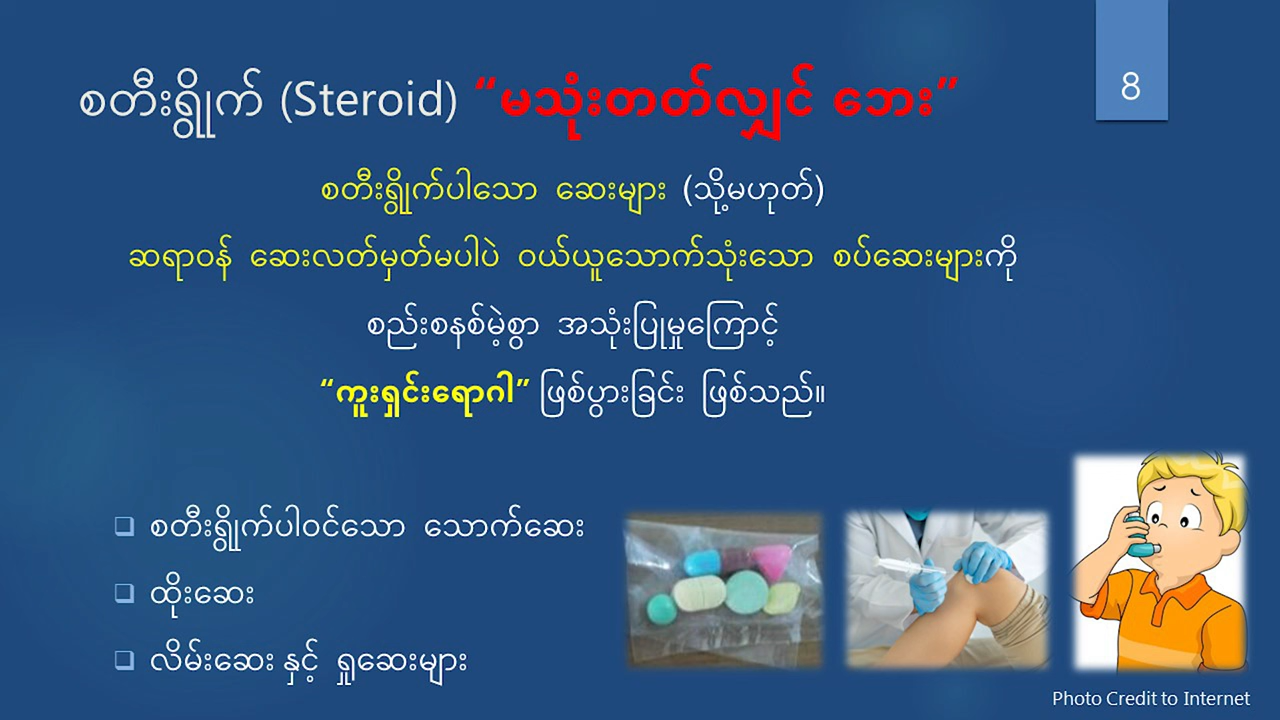 စတီးရွိုက် (Steroid) “မသုံးတတ်လျှင် ဘေး”
8
စတီးရွိုက်ပါသော ဆေးများ (သို့မဟုတ်)
ဆရာဝန် ဆေးလတ်မှတ်မပါပဲ ဝယ်ယူသောက်သုံးသော စပ်ဆေးများကို
စည်းစနစ်မဲ့စွာ အသုံးပြုမှုကြောင့်
“ကူးရှင်းရောဂါ” ဖြစ်ပွားခြင်း ဖြစ်သည်။
စတီးရွိုက်ပါဝင်သော သောက်ဆေး
ထိုးဆေး
လိမ်းဆေး နှင့် ရှူဆေးများ
Photo Credit to Internet